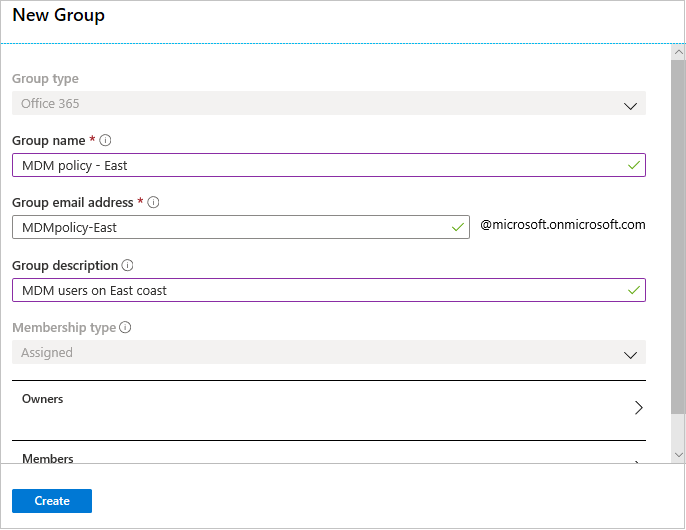 New Group
Group type
Office 365
Group name *
MDM policy - East
Group email address *
MDMpolicy-East
@microsoft.onmicrosoft.com
Group description
MDM users on East coast
Membership type
Assigned
Owners
Members
Create